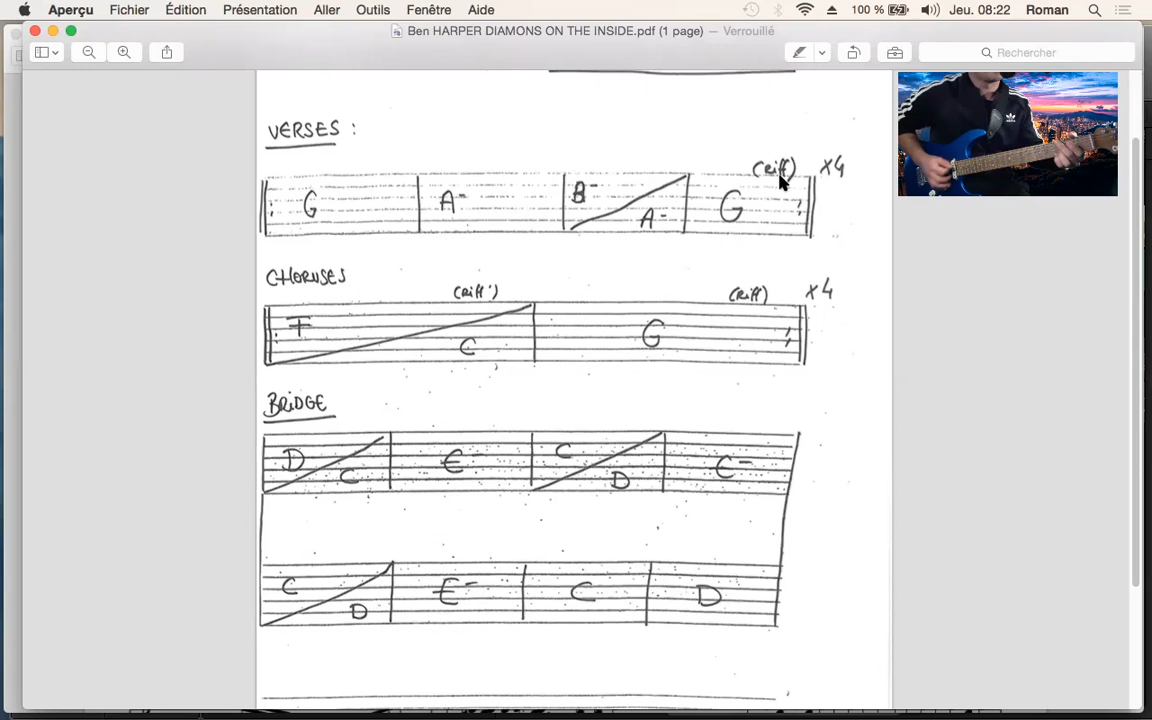 Aperçu Fichier Édition Présentation Aller Outils Fenêtre Aide 100 % Jeu. 08:22 Roman
Ben HARPER DIAMONS ON THE INSIDE.pdf (1 page) — Verrouillé
Rechercher
VERSES :
(Riff) x4
G A- B- A- G
CHORUSES
(Riff') (Riff) x4
F C G
BRIDGE
D C E- C D E-
C D E- C D